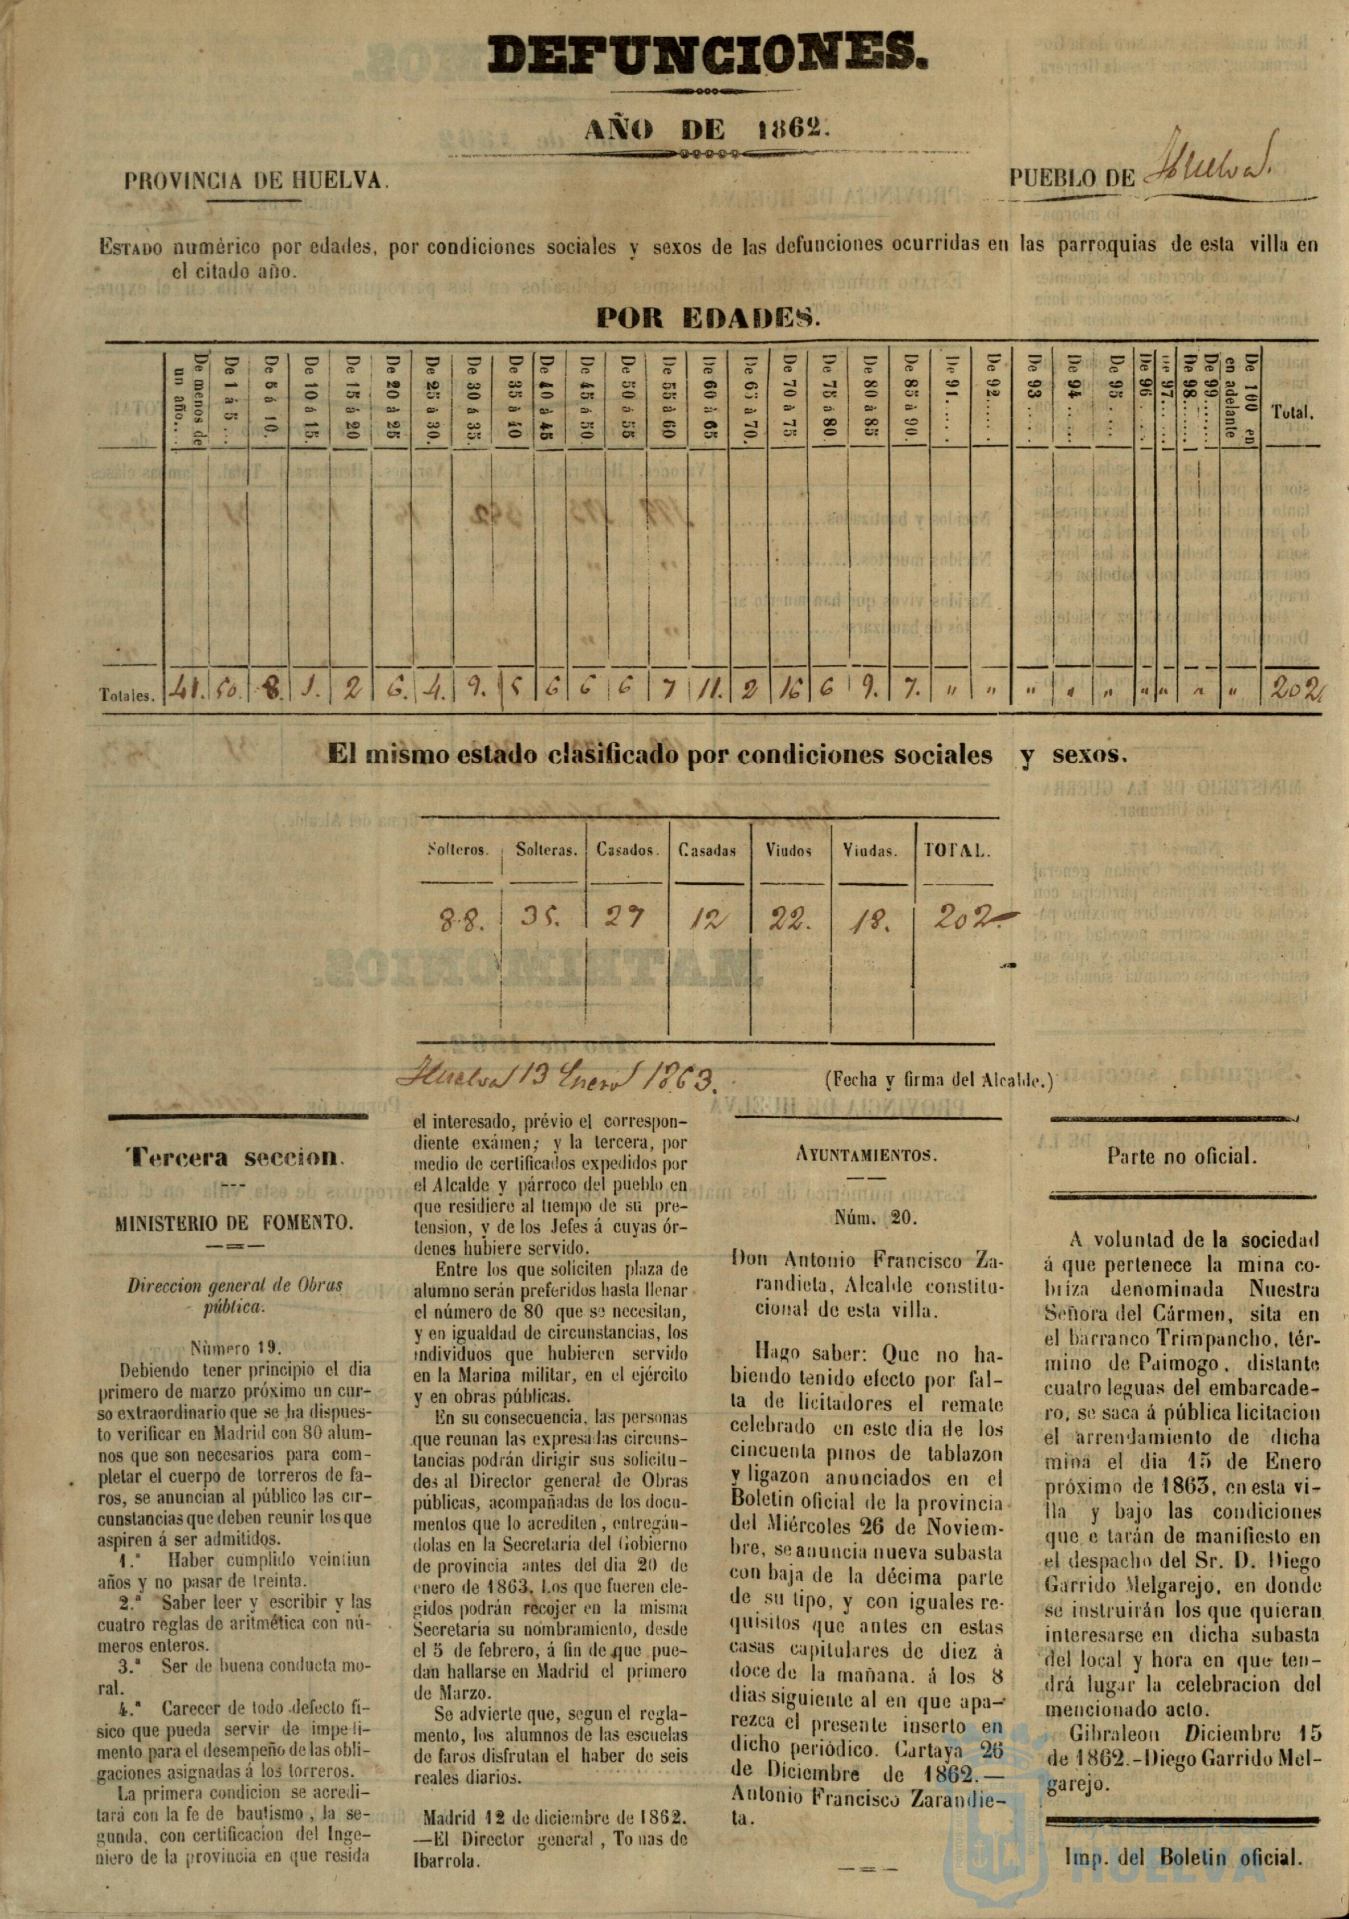 DEFUNCIONES.
AÑO DE 1862.
PROVINCIA DE HUELVA.
PUEBLO DE Huelva.
ESTADO numérico por edades, por condiciones sociales y sexos de las defunciones ocurridas en las parroquias de esta villa en
el citado año.
POR EDADES.
De menos de un año....
De 1 á 5...
De 5 á 10.
De 10 á 15.
De 15 á 20
De 20 á 25
De 25 á 30.
De 30 á 35.
De 35 á 40
De 40 á 45
De 45 á 50
De 50 á 55
De 55 á 60
De 60 á 65
De 65 á 70.
De 70 á 75
De 75 á 80
De 80 á 85
De 85 á 90.
De 91.....
De 92.....
De 93....
De 94....
De 95...
De 96....
De 97....
De 98.....
De 99.....
De 100 en en adelante
Total.
Totales. 41. 50. 8. 1. 2 6. 4. 9. 5 6 6 6 7 11. 2 16 6 9. 7. " " " " " " " " " 202
El mismo estado clasificado por condiciones sociales y sexos.
Solteros. Solteras. Casados. Casadas Viudos Viudas. TOTAL.
88. 35. 27 12 22. 18. 202
Huelva 13 Enero 1863.
(Fecha y firma del Alcalde.)
Tercera seccion.
MINISTERIO DE FOMENTO.
Direccion general de Obras
pública.
Número 19.
Debiendo tener principio el dia
primero de marzo próximo un cur-
so extraordinario que se ha dispues-
to verificar en Madrid con 80 alum-
nos que son necesarios para com-
pletar el cuerpo de torreros de fa-
ros, se anuncian al público las cir-
cunstancias que deben reunir los que
aspiren á ser admitidos.
1.ª Haber cumplido veintiun
años y no pasar de treinta.
2.ª Saber leer y escribir y las
cuatro reglas de aritmética con nú-
meros enteros.
3.ª Ser de buena conducta mo-
ral.
4.ª Carecer de todo defecto fí-
sico que pueda servir de impedi-
mento para el desempeño de las obli-
gaciones asignadas á los torreros.
La primera condicion se acredi-
tará con la fe de bautismo, la se-
gunda, con certificacion del Inge-
niero de la provincia en que resida
el interesado, prévio el correspon-
diente exámen; y la tercera, por
medio de certificados expedidos por
el Alcalde y párroco del pueblo en
que residiere al tiempo de su pre-
tension, y de los Jefes á cuyas ór-
denes hubiere servido.
Entre los que soliciten plaza de
alumno serán preferidos hasta llenar
el número de 80 que se necesitan,
y en igualdad de circunstancias, los
individuos que hubieren servido
en la Marina militar, en el ejército
y en obras públicas.
En su consecuencia, las personas
que reunan las expresadas circuns-
tancias podrán dirigir sus solicitu-
des al Director general de Obras
públicas, acompañadas de los docu-
mentos que lo acrediten, entregán-
dolas en la Secretaria del Gobierno
de provincia antes del dia 20 de
enero de 1863. Los que fueren ele-
gidos podrán recojer en la misma
Secretaria su nombramiento, desde
el 5 de febrero, á fin de que pue-
dan hallarse en Madrid el primero
de Marzo.
Se advierte que, segun el regla-
mento, los alumnos de las escuelas
de faros disfrutan el haber de seis
reales diarios.
Madrid 12 de diciembre de 1862.
—El Director general, To nas de
Ibarrola.
AYUNTAMIENTOS.
Núm. 20.
Don Antonio Francisco Za-
randieta, Alcalde constitu-
cional de esta villa.
Hago saber: Que no ha-
biendo tenido efecto por fal-
ta de licitadores el remate
celebrado en este dia de los
cincuenta pinos de tablazon
y ligazon anunciados en el
Boletin oficial de la provincia
del Miércoles 26 de Noviem-
bre, se anuncia nueva subasta
con baja de la décima parte
de su tipo, y con iguales re-
quisitos que antes en estas
casas capitulares de diez á
doce de la mañana. á los 8
dias siguiente al en que apa-
rezca el presente inserto en
dicho periódico. Cartaya 26
de Diciembre de 1862.—
Antonio Francisco Zarandie-
ta.
Parte no oficial.
A voluntad de la sociedad
á que pertenece la mina co-
briza denominada Nuestra
Señora del Cármen, sita en
el barranco Trimpancho, tér-
mino de Paimogo, distante
cuatro leguas del embarcade-
ro, se saca á pública licitacion
el arrendamiento de dicha
mina el dia 15 de Enero
próximo de 1863, en esta vi-
lla y bajo las condiciones
que e tarán de manifiesto en
el despacho del Sr. D. Diego
Garrido Melgarejo, en donde
se instruirán los que quieran
interesarse en dicha subasta
del local y hora en que ten-
drá lugar la celebracion del
mencionado acto.
Gibraleon Diciembre 15
de 1862.-Diego Garrido Mel-
garejo.
Imp. del Boletin oficial.
HUELVA